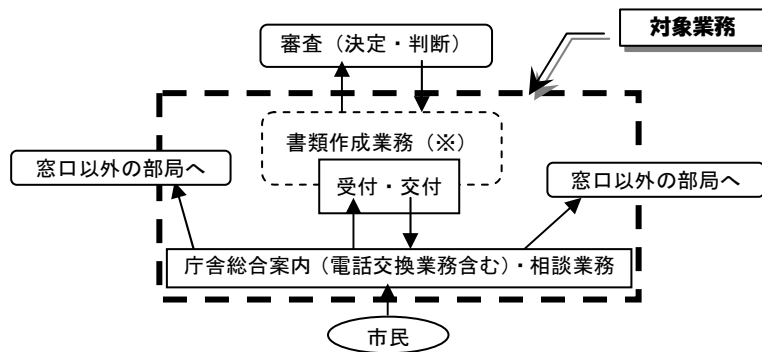 対象業務
審査（決定・判断）
書類作成業務（※）
窓口以外の部局へ
受付・交付
窓口以外の部局へ
庁舎総合案内（電話交換業務含む）・相談業務
市民